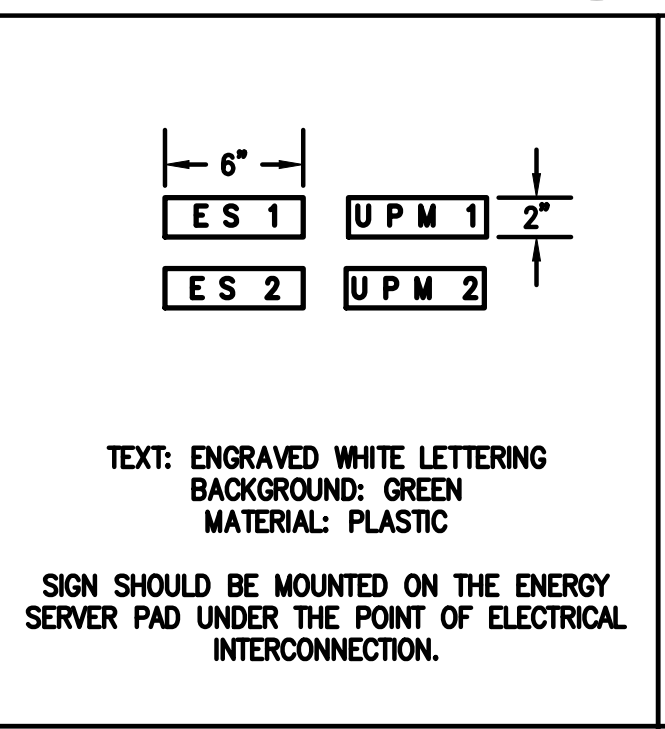 6"
ES 1 UPM 1 2"
ES 2 UPM 2
TEXT: ENGRAVED WHITE LETTERING
BACKGROUND: GREEN
MATERIAL: PLASTIC
SIGN SHOULD BE MOUNTED ON THE ENERGY
SERVER PAD UNDER THE POINT OF ELECTRICAL
INTERCONNECTION.